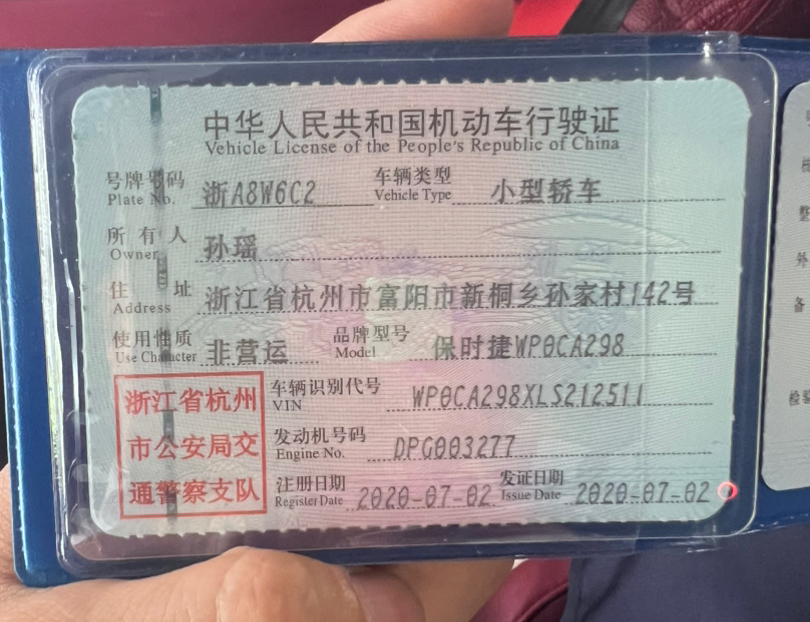 中华人民共和国机动车行驶证
Vehicle License of the People's Republic of China
号牌号码 浙A8W6C2 车辆类型 小型轿车
Plate No. Vehicle Type
所有人 孙瑶
Owner
住址 浙江省杭州市富阳市新桐乡孙家村142号
Address
使用性质 非营运 品牌型号 保时捷WP0CA298
Use Character Model
浙江省杭州
市公安局交
通警察支队
车辆识别代号 WP0CA298XLS212511
VIN
发动机号码 DPG003277
Engine No.
注册日期 2020-07-02 发证日期 2020-07-02
Register Date Issue Date